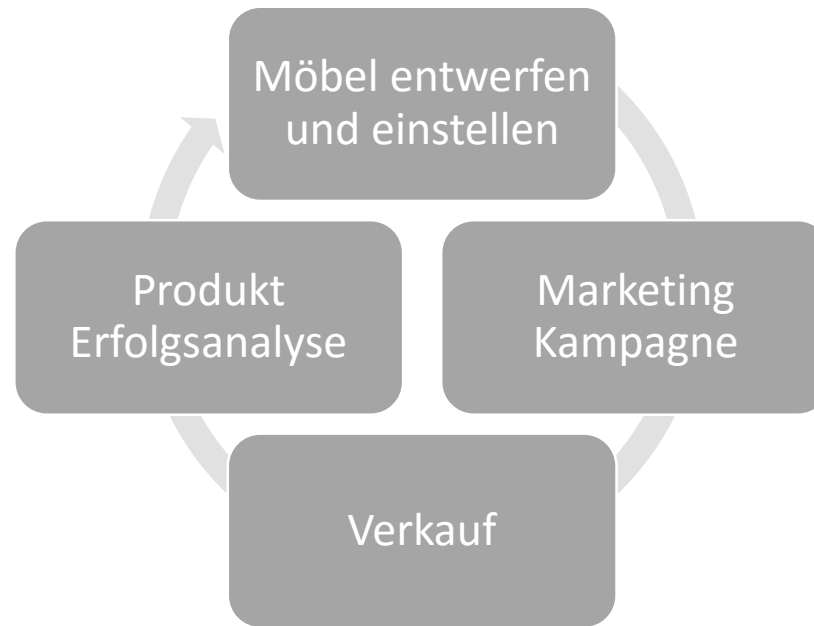 Möbel entwerfen
und einstellen
Marketing
Kampagne
Verkauf
Produkt
Erfolgsanalyse